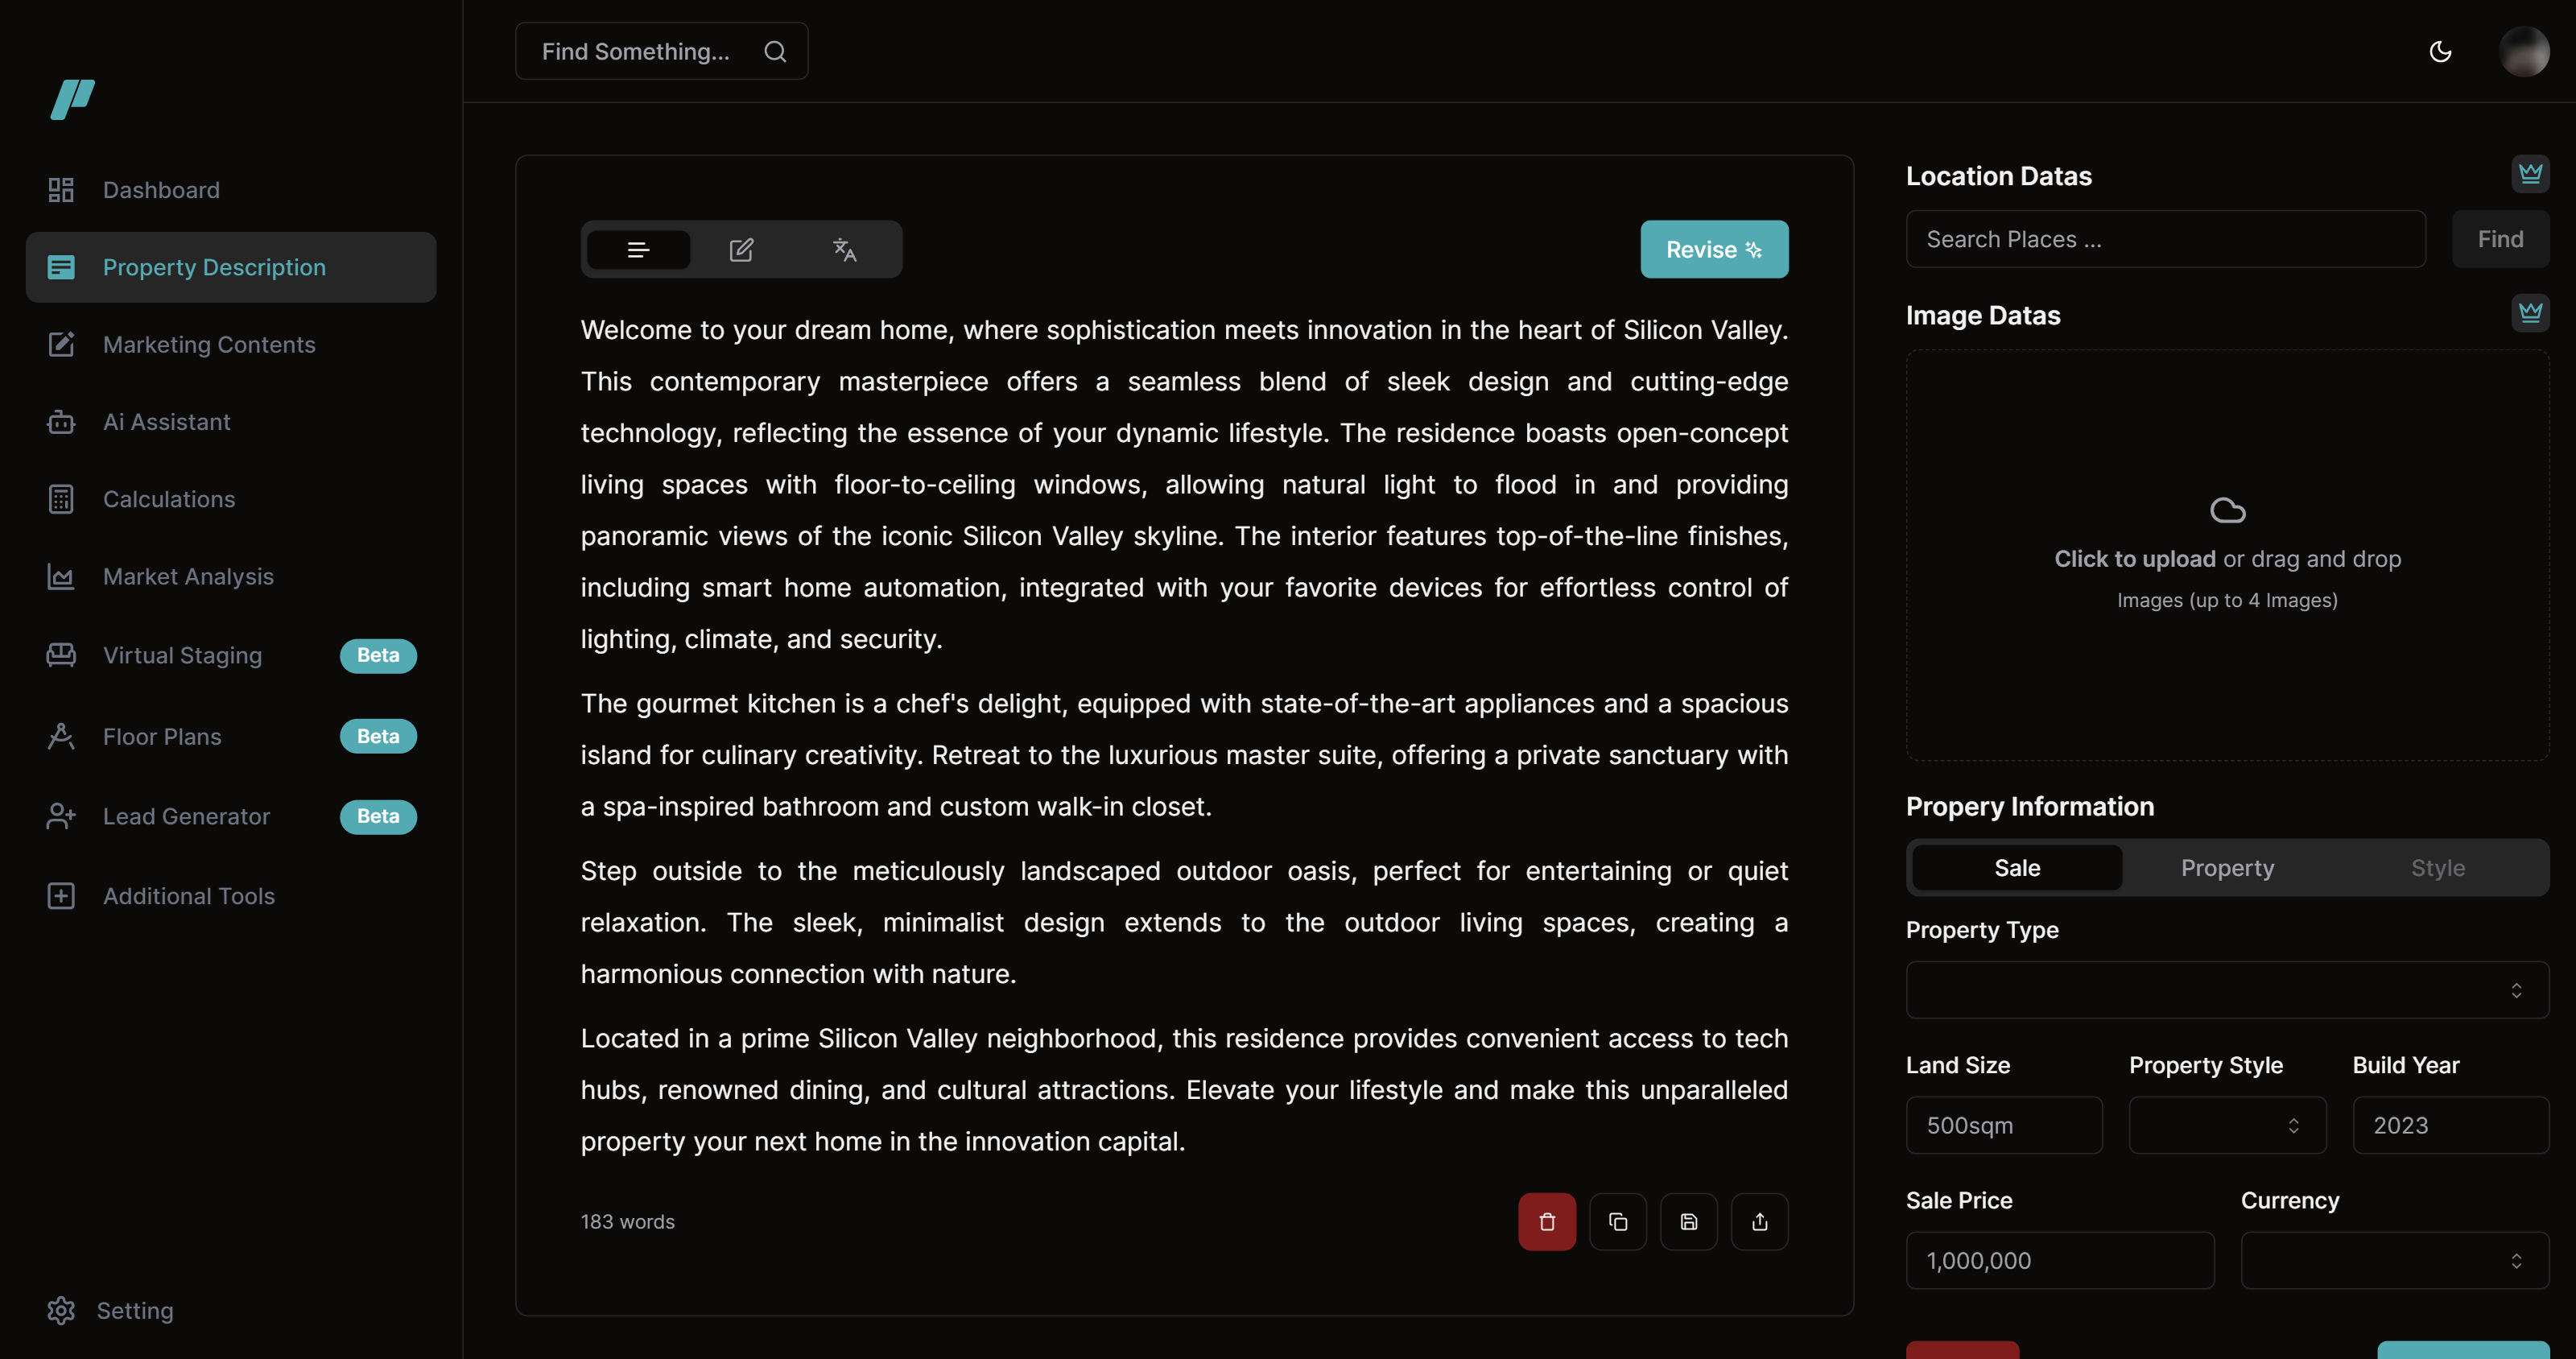 Find Something...
Dashboard
Property Description
Marketing Contents
Ai Assistant
Calculations
Market Analysis
Virtual Staging
Beta
Floor Plans
Beta
Lead Generator
Beta
Additional Tools
Setting
Revise
Welcome to your dream home, where sophistication meets innovation in the heart of Silicon Valley.
This contemporary masterpiece offers a seamless blend of sleek design and cutting-edge
technology, reflecting the essence of your dynamic lifestyle. The residence boasts open-concept
living spaces with floor-to-ceiling windows, allowing natural light to flood in and providing
panoramic views of the iconic Silicon Valley skyline. The interior features top-of-the-line finishes,
including smart home automation, integrated with your favorite devices for effortless control of
lighting, climate, and security.
The gourmet kitchen is a chef's delight, equipped with state-of-the-art appliances and a spacious
island for culinary creativity. Retreat to the luxurious master suite, offering a private sanctuary with
a spa-inspired bathroom and custom walk-in closet.
Step outside to the meticulously landscaped outdoor oasis, perfect for entertaining or quiet
relaxation. The sleek, minimalist design extends to the outdoor living spaces, creating a
harmonious connection with nature.
Located in a prime Silicon Valley neighborhood, this residence provides convenient access to tech
hubs, renowned dining, and cultural attractions. Elevate your lifestyle and make this unparalleled
property your next home in the innovation capital.
183 words
Location Datas
Search Places ...
Find
Image Datas
Click to upload or drag and drop
Images (up to 4 Images)
Propery Information
Sale
Property
Style
Property Type
Land Size
Property Style
Build Year
500sqm
2023
Sale Price
Currency
1,000,000